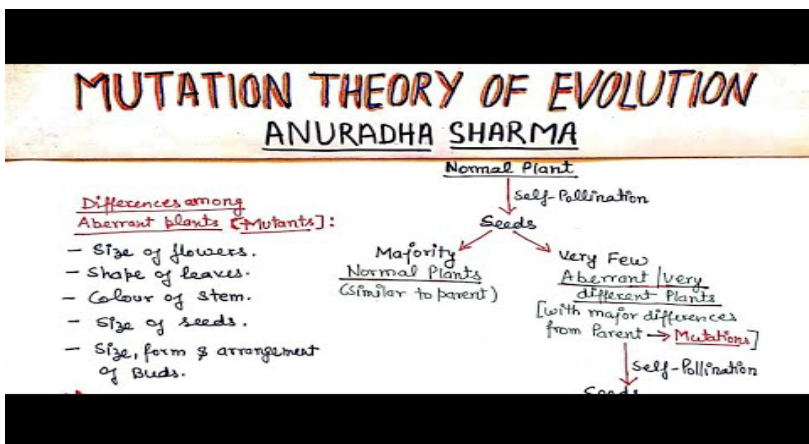 MUTATION THEORY OF EVOLUTION
ANURADHA SHARMA
Normal Plant
Self-Pollination
Seeds
Differences among
Aberrant plants [→Mutants]:
- Size of flowers.
- Shape of leaves.
- Colour of stem.
- Size of seeds.
- Size, form & arrangement
of Buds.
Majority
Normal Plants
(similar to parent)
Very Few
Aberrant/very
different Plants
[with major differences
from Parent → Mutations]
Self-Pollination
Seeds